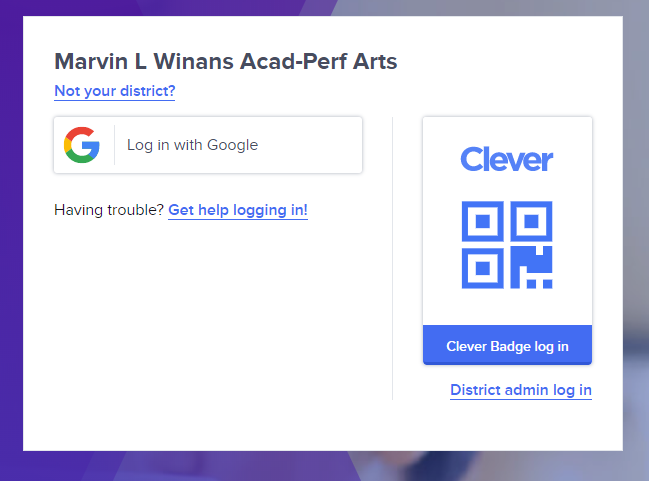 Marvin L Winans Acad-Perf Arts
Not your district?
Log in with Google
Having trouble? Get help logging in!
Clever
Clever Badge log in
District admin log in